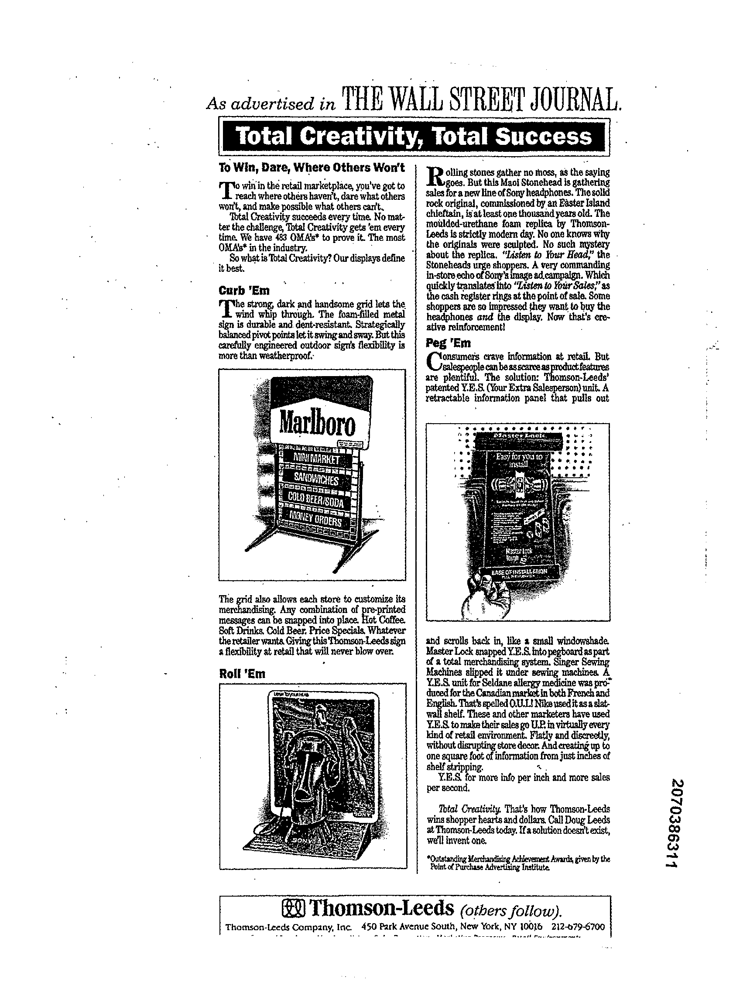 As advertised in THE WALL STREET JOURNAL.
Total Creativity, Total Success
To Win, Dare, Where Others Won't
To win in the retail marketplace, you've got to
reach where others haven't, dare what others
won't, and make possible what others can't.
Total Creativity succeeds every time. No mat-
ter the challenge, Total Creativity gets 'em every
time. We have 483 OMA's* to prove it. The most
OMA's* in the industry.
So what is Total Creativity? Our displays define
it best.
Curb 'Em
The strong, dark and handsome grid lets the
wind whip through. The foam-filled metal
sign is durable and dent-resistant. Strategically
balanced pivot points let it swing and sway. But this
carefully engineered outdoor sign's flexibility is
more than weatherproof.
Marlboro
MINI MARKET
SANDWICHES
COLD BEER/SODA
MONEY ORDERS
The grid also allows each store to customize its
merchandising. Any combination of pre-printed
messages can be snapped into place. Hot Coffee.
Soft Drinks. Cold Beer. Price Specials. Whatever
the retailer wants. Giving this Thomson-Leeds sign
a flexibility at retail that will never blow over.
Roll 'Em
SONY
Rolling stones gather no moss, as the saying
goes. But this Maoi Stonehead is gathering
sales for a new line of Sony headphones. The solid
rock original, commissioned by an Easter Island
chieftain, is at least one thousand years old. The
moulded-urethane foam replica by Thomson-
Leeds is strictly modern day. No one knows why
the originals were sculpted. No such mystery
about the replica. "Listen to Your Head," the
Stoneheads urge shoppers. A very commanding
in-store echo of Sony's image ad campaign. Which
quickly translates into "Listen to Your Sales," as
the cash register rings at the point of sale. Some
shoppers are so impressed they want to buy the
headphones and the display. Now that's cre-
ative reinforcement!
Peg 'Em
Consumers crave information at retail. But
salespeople can be as scarce as product features
are plentiful. The solution: Thomson-Leeds'
patented Y.E.S. (Your Extra Salesperson) unit. A
retractable information panel that pulls out
Master Lock
Easy for you to
install
Master Lock
EASE OF INSTALLATION
and scrolls back in, like a small windowshade.
Master Lock snapped Y.E.S. into pegboard as part
of a total merchandising system. Singer Sewing
Machines slipped it under sewing machines. A
Y.E.S. unit for Seldane allergy medicine was pro-
duced for the Canadian market in both French and
English. That's spelled O.U.I.! Nike used it as a slat-
wall shelf. These and other marketers have used
Y.E.S. to make their sales go U.P. in virtually every
kind of retail environment. Flatly and discreetly,
without disrupting store decor. And creating up to
one square foot of information from just inches of
shelf stripping.
Y.E.S. for more info per inch and more sales
per second.
Total Creativity. That's how Thomson-Leeds
wins shopper hearts and dollars. Call Doug Leeds
at Thomson-Leeds today. If a solution doesn't exist,
we'll invent one.
*Outstanding Merchandising Achievement Awards, given by the
Point of Purchase Advertising Institute.
Thomson-Leeds (others follow).
Thomson-Leeds Company, Inc. 450 Park Avenue South, New York, NY 10016 212-679-6700
2070386311